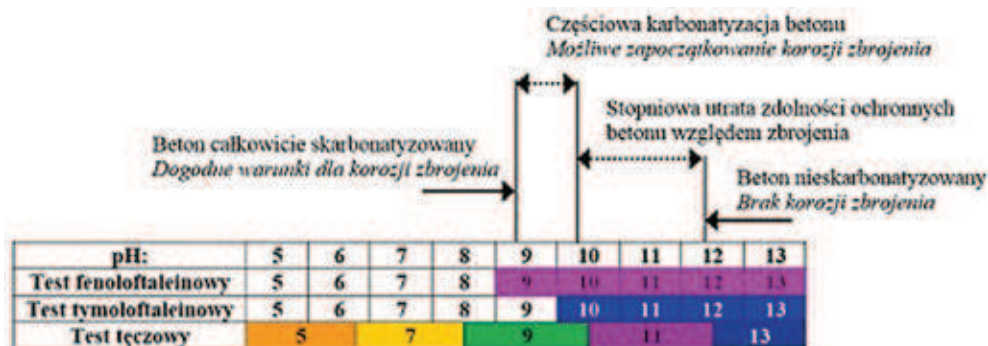 Częściowa karbonatyzacja betonu
Możliwe zapoczątkowanie korozji zbrojenia
Stopniowa utrata zdolności ochronnych
betonu względem zbrojenia
Beton całkowicie skarbonatyzowany
Dogodne warunki dla korozji zbrojenia
Beton nieskarbonatyzowany
Brak korozji zbrojenia
pH: 5 6 7 8 9 10 11 12 13
Test fenoloftaleinowy 5 6 7 8 9 10 11 12 13
Test tymoloftaleinowy 5 6 7 8 9 10 11 12 13
Test tęczowy 5 7 9 11 13